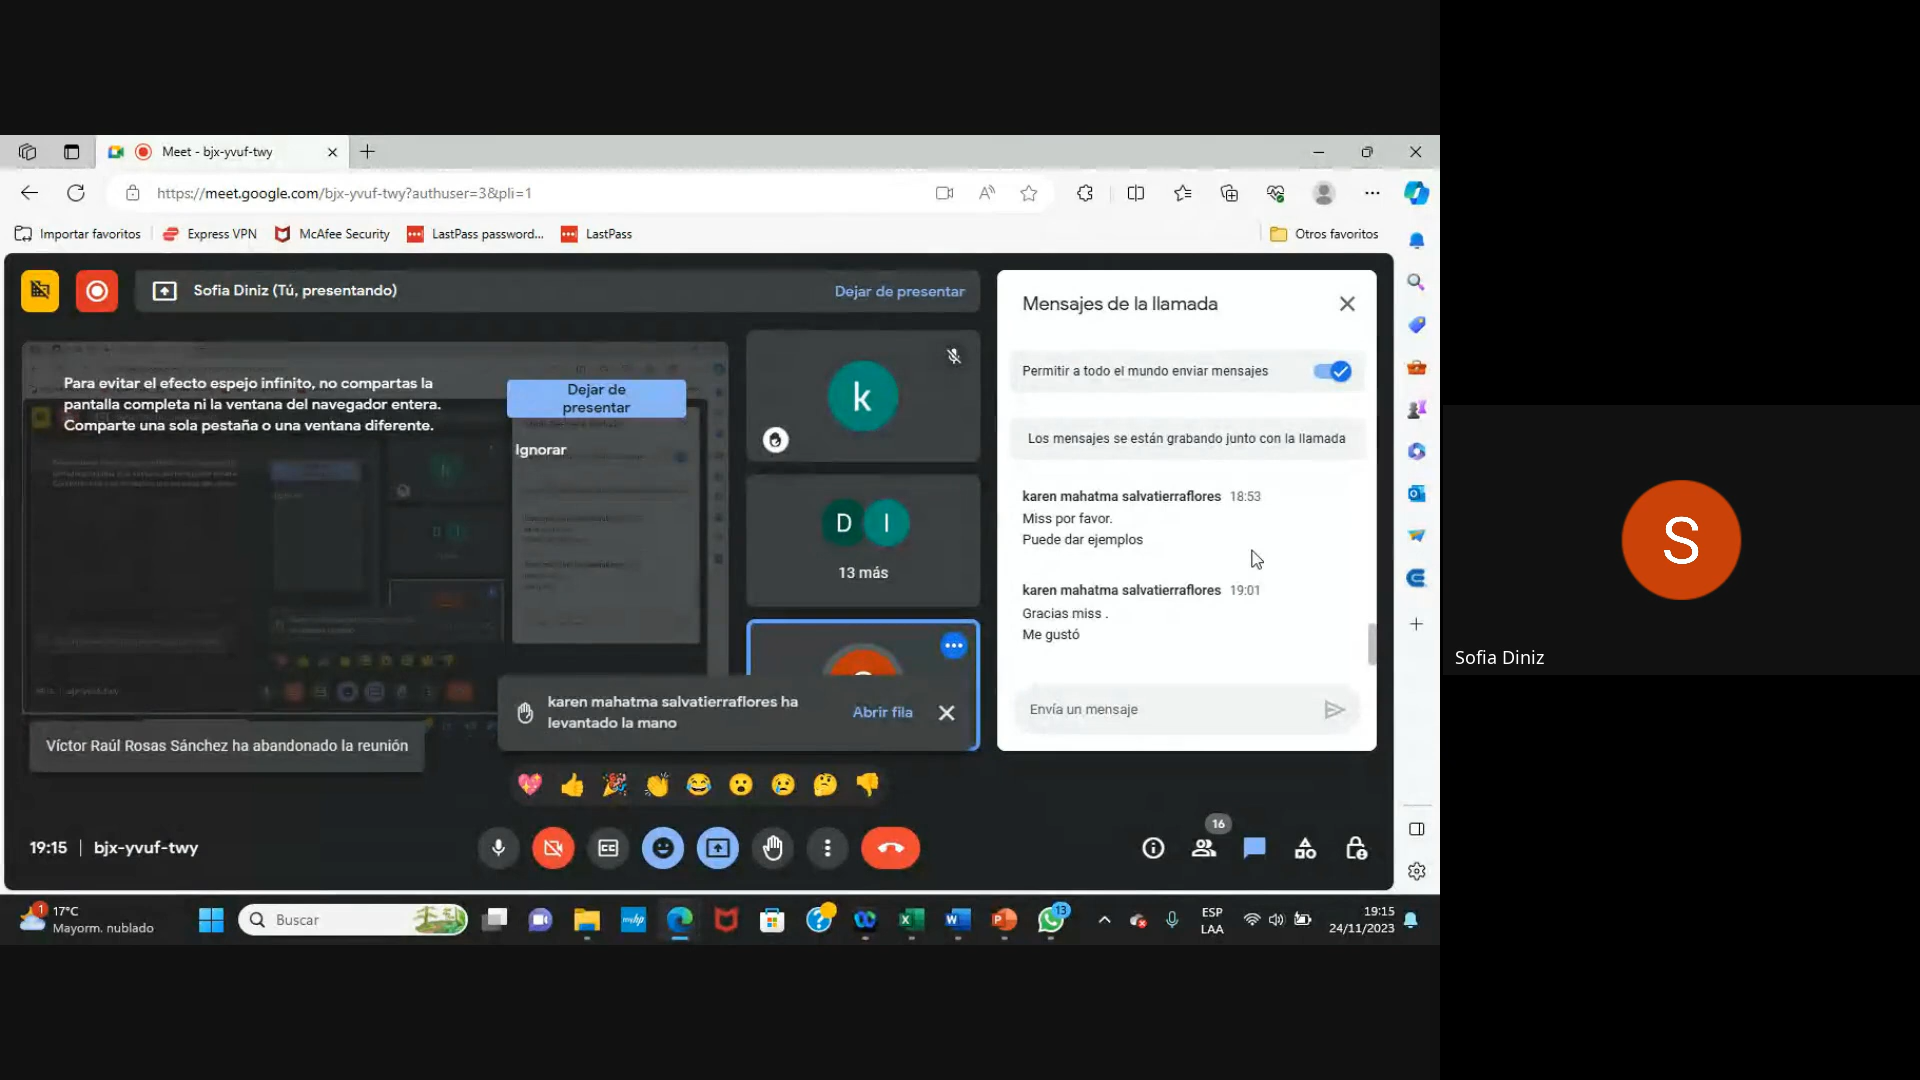 Meet - bjx-yvuf-twy
https://meet.google.com/bjx-yvuf-twy?authuser=3&pli=1
Importar favoritos
Express VPN
McAfee Security
LastPass password...
LastPass
Otros favoritos
Sofia Diniz (Tú, presentando)
Dejar de presentar
Para evitar el efecto espejo infinito, no compartas la
pantalla completa ni la ventana del navegador entera.
Comparte una sola pestaña o una ventana diferente.
Dejar de
presentar
Ignorar
k
D I
13 más
karen mahatma salvatierraflores ha
levantado la mano
Abrir fila
Víctor Raúl Rosas Sánchez ha abandonado la reunión
Mensajes de la llamada
Permitir a todo el mundo enviar mensajes
Los mensajes se están grabando junto con la llamada
karen mahatma salvatierraflores 18:53
Miss por favor.
Puede dar ejemplos
karen mahatma salvatierraflores 19:01
Gracias miss .
Me gustó
Envía un mensaje
19:15 | bjx-yvuf-twy
16
1
17°C
Mayorm. nublado
Buscar
myhp
13
ESP
LAA
19:15
24/11/2023
S
Sofia Diniz